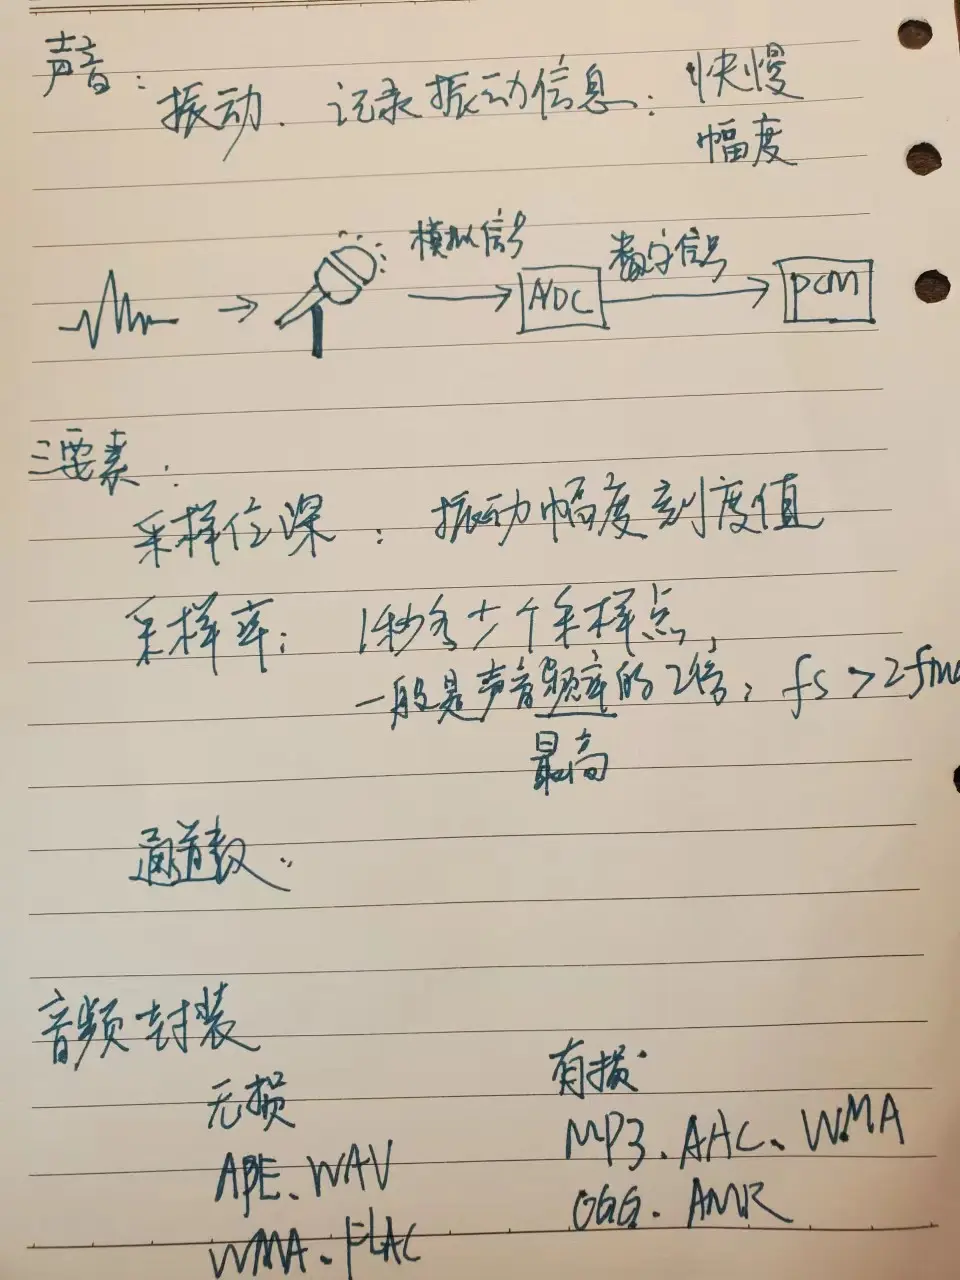 声音：
振动、记录振动信息：快慢
幅度
模拟信号 数字信号
ADC PCM
三要素：
采样位深：振动幅度刻度值
采样率：1秒多少个采样点，
一般是声音频率的2倍，fs>2fma
最高
通道数：
音频封装
无损 有损
APE、WAV MP3、AAC、WMA
WMA、FLAC OGG、AMR